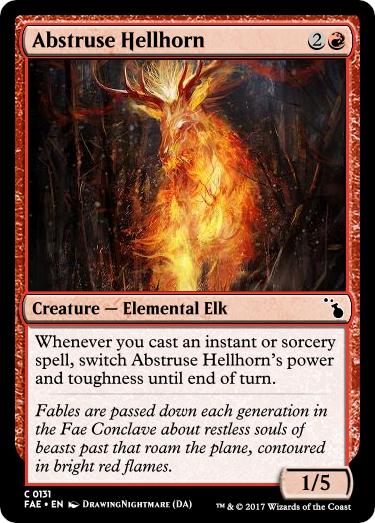 Abstruse Hellhorn 2
Creature — Elemental Elk
Whenever you cast an instant or sorcery
spell, switch Abstruse Hellhorn's power
and toughness until end of turn.
Fables are passed down each generation in
the Fae Conclave about restless souls of
beasts past that roam the plane, contoured
in bright red flames.
1/5
C 0131
FAE • EN DrawingNightmare (DA)
™ & © 2017 Wizards of the Coast